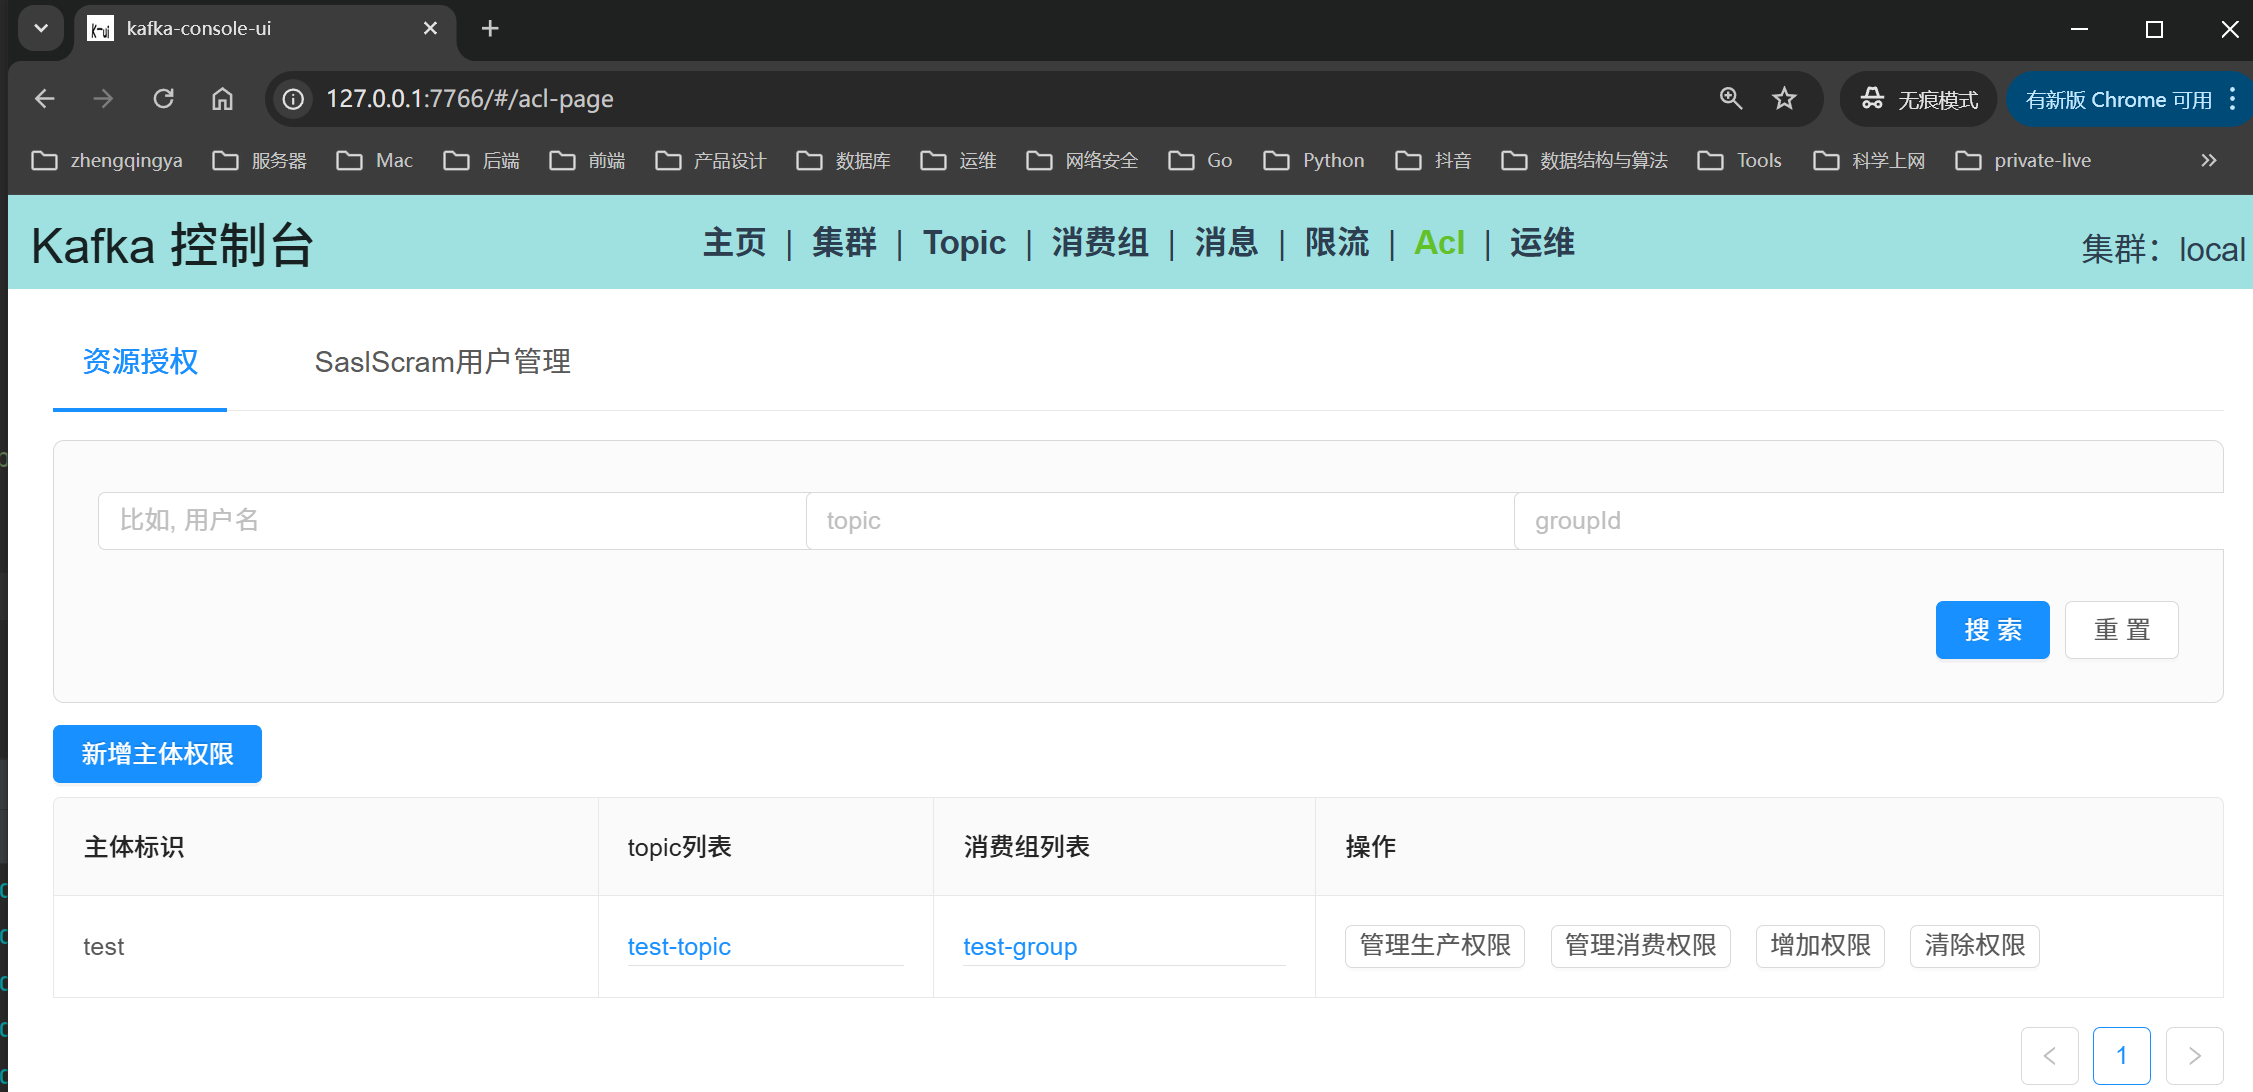 kafka-console-ui
127.0.0.1:7766/#/acl-page
无痕模式
有新版 Chrome 可用
zhengqingya 服务器 Mac 后端 前端 产品设计 数据库 运维 网络安全 Go Python 抖音 数据结构与算法 Tools 科学上网 private-live
Kafka 控制台
主页 | 集群 | Topic | 消费组 | 消息 | 限流 | Acl | 运维
集群：local
资源授权 SaslScram用户管理
比如, 用户名 topic groupId
搜 索 重 置
新增主体权限
主体标识 topic列表 消费组列表 操作
test test-topic test-group 管理生产权限 管理消费权限 增加权限 清除权限
1